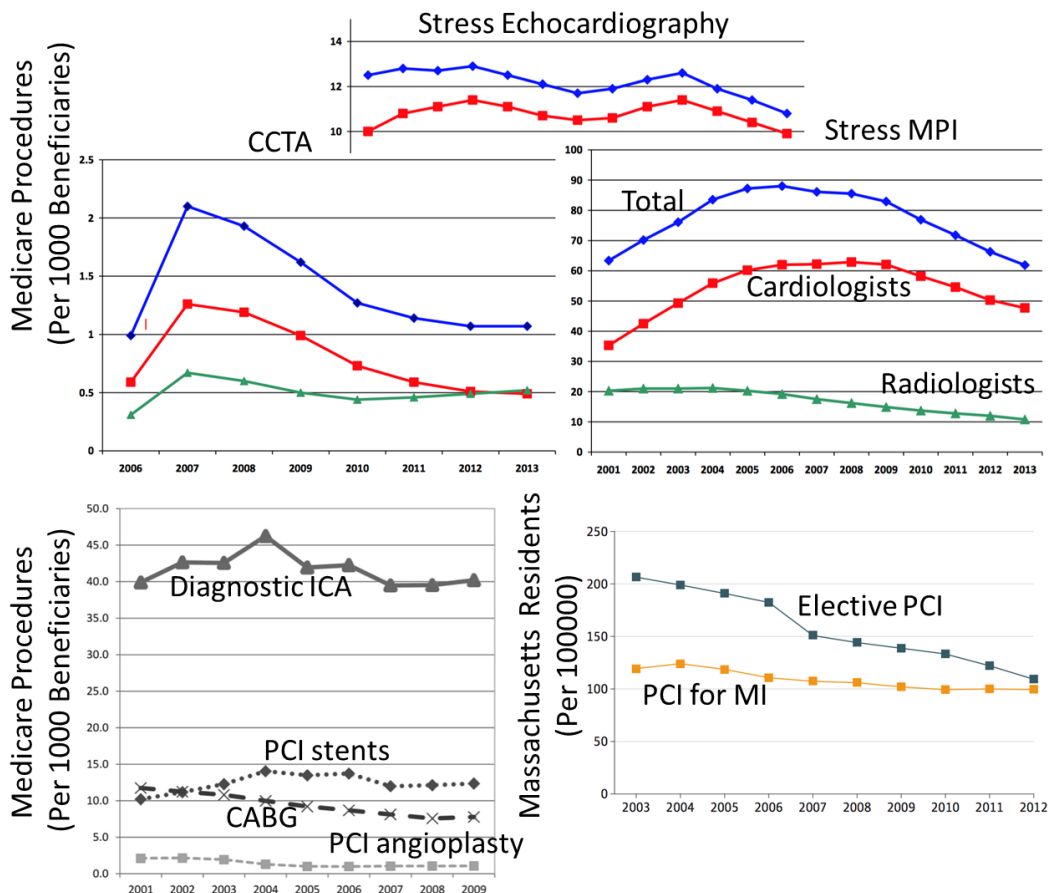 Stress Echocardiography
14
12
10
CCTA
Stress MPI
Medicare Procedures
(Per 1000 Beneficiaries)
2.5
2
1.5
1
0.5
0
2006 2007 2008 2009 2010 2011 2012 2013
100
90
80
70
60
50
40
30
20
10
0
Total
Cardiologists
Radiologists
2001 2002 2003 2004 2005 2006 2007 2008 2009 2010 2011 2012 2013
Medicare Procedures
(Per 1000 Beneficiaries)
50.0
45.0
40.0
35.0
30.0
25.0
20.0
15.0
10.0
5.0
0.0
Diagnostic ICA
PCI stents
CABG
PCI angioplasty
2001 2002 2003 2004 2005 2006 2007 2008 2009
Massachusetts Residents
(Per 100000)
250
200
150
100
50
0
Elective PCI
PCI for MI
2003 2004 2005 2006 2007 2008 2009 2010 2011 2012